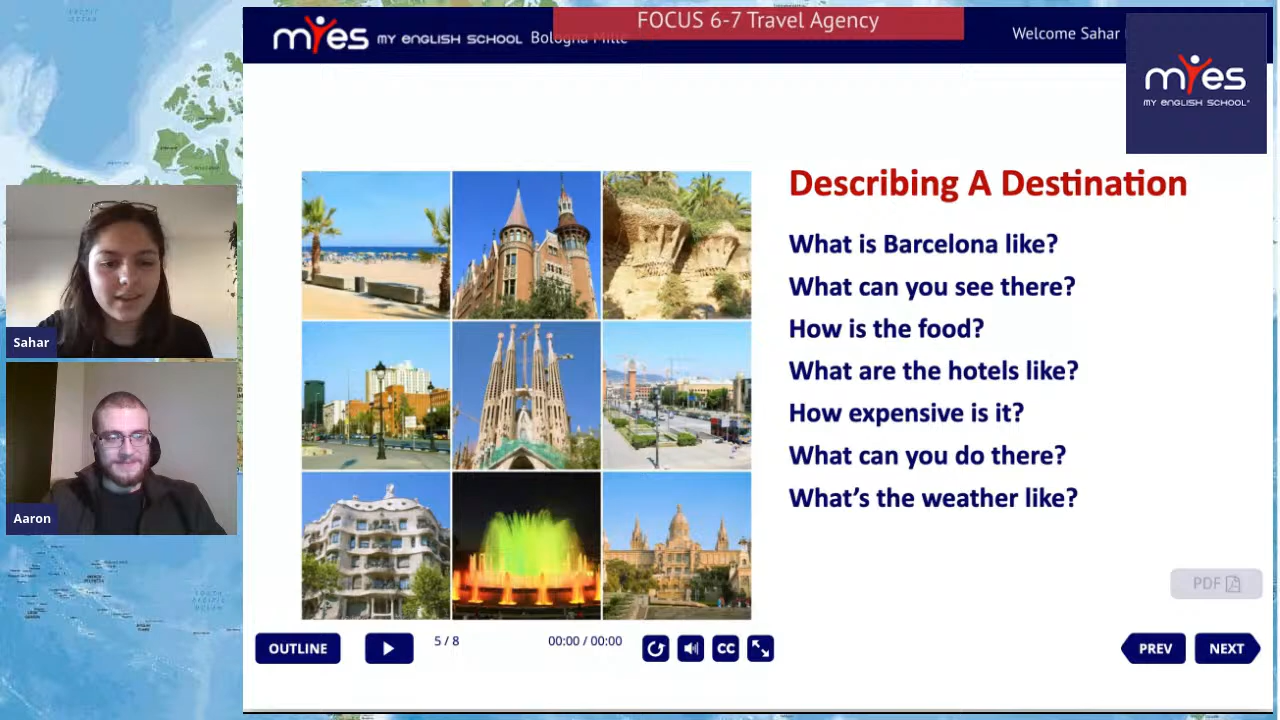 FOCUS 6-7 Travel Agency
myes MY ENGLISH SCHOOL Bologna Mille
Welcome Sahar
myes
MY ENGLISH SCHOOL
Describing A Destination
What is Barcelona like?
What can you see there?
How is the food?
What are the hotels like?
How expensive is it?
What can you do there?
What's the weather like?
Sahar
Aaron
PDF
OUTLINE
5 / 8
00:00 / 00:00
CC
PREV
NEXT